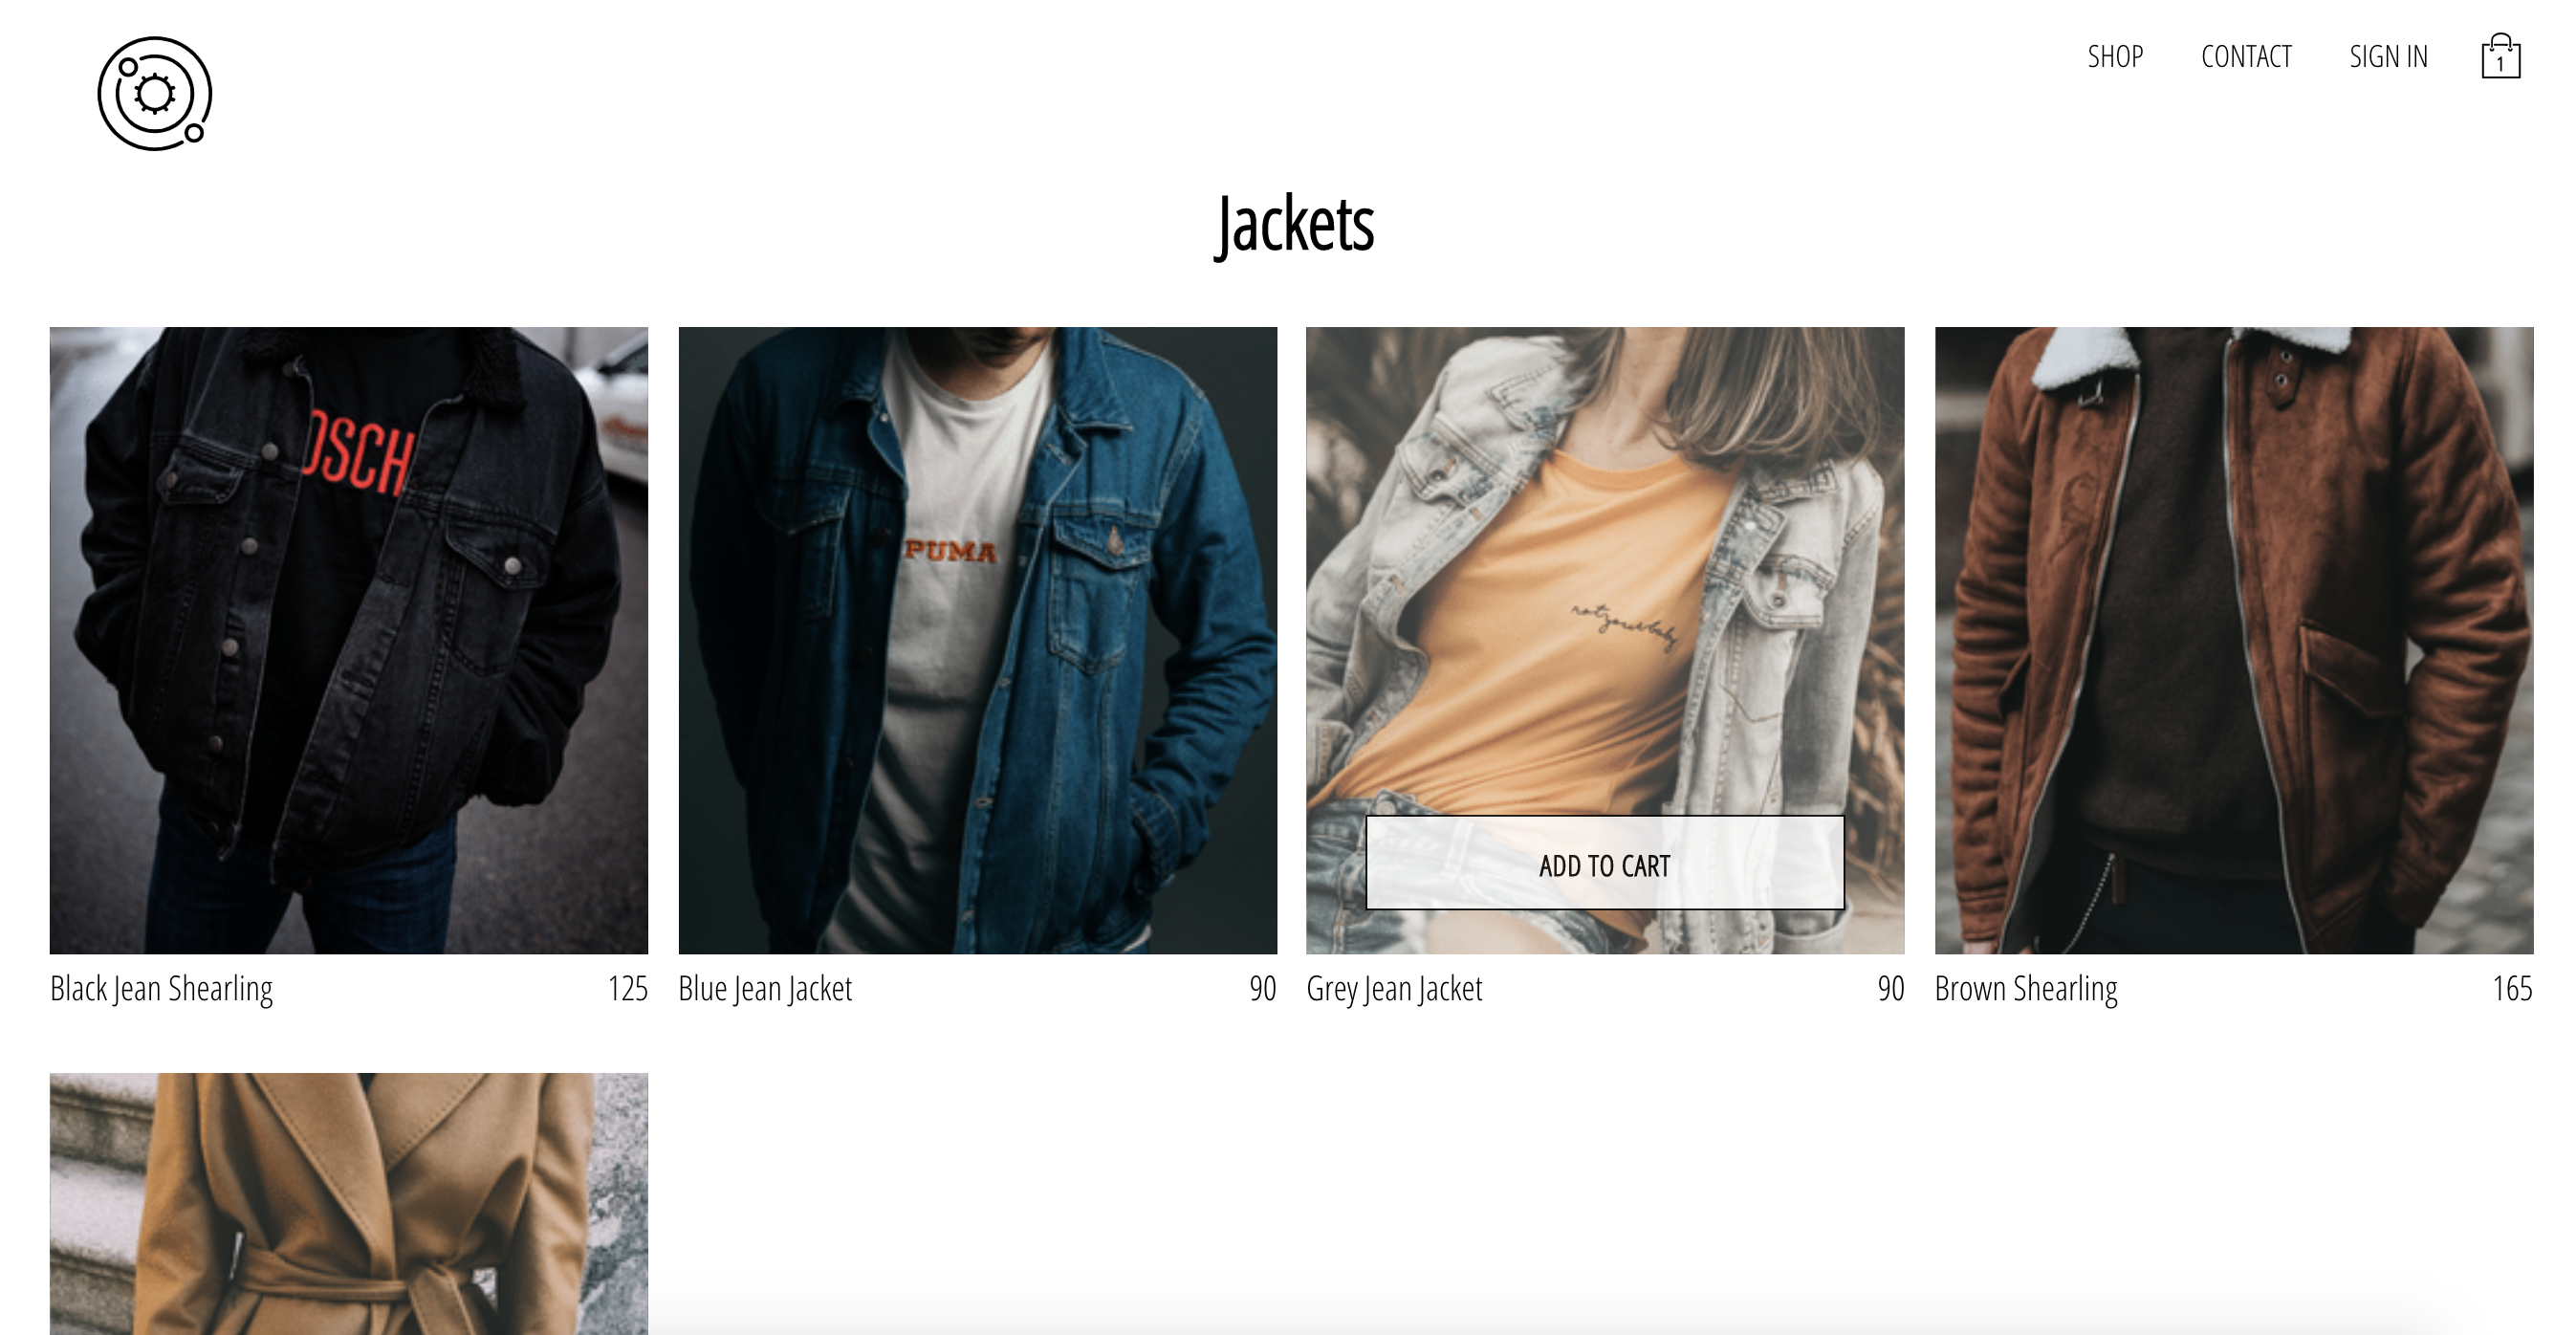 SHOP CONTACT SIGN IN 1
Jackets
OSCH
PUMA
not your baby
ADD TO CART
Black Jean Shearling 125
Blue Jean Jacket 90
Grey Jean Jacket 90
Brown Shearling 165